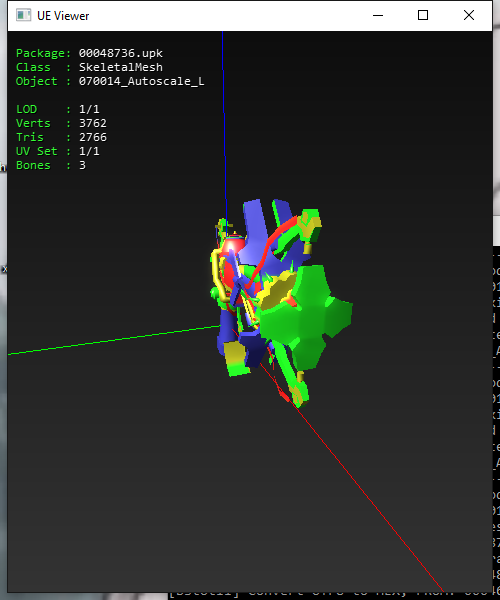 UE Viewer
Package: 00048736.upk
Class : SkeletalMesh
Object : 070014_Autoscale_L
LOD : 1/1
Verts : 3762
Tris : 2766
UV Set : 1/1
Bones : 3